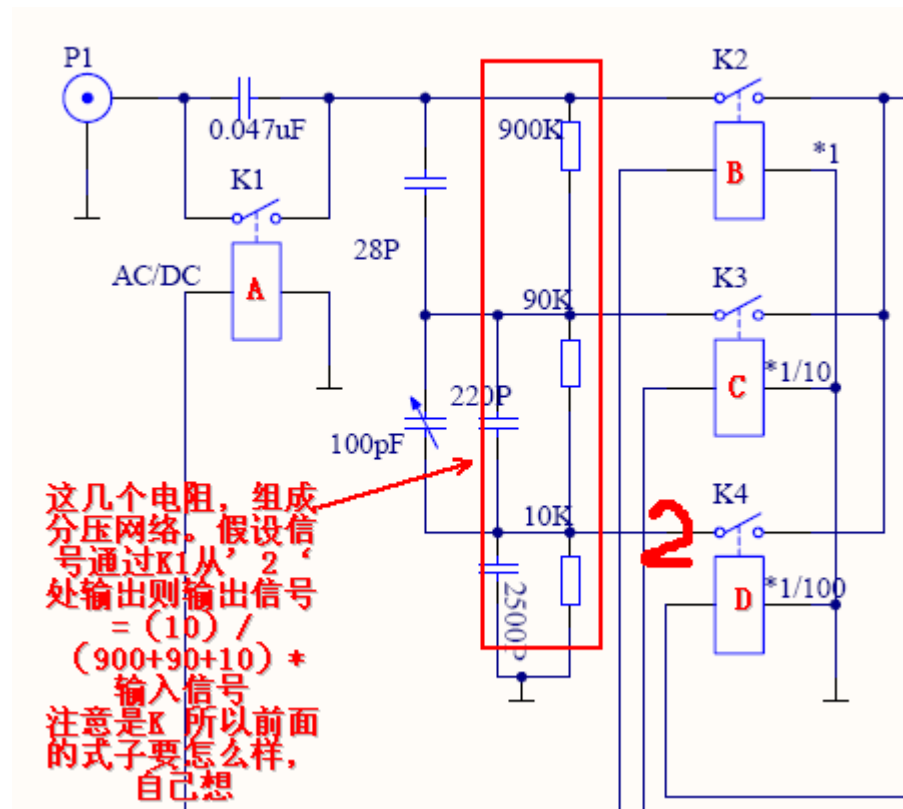 P1
0.047uF
K1
AC/DC
A
28P
100pF
220P
2500P
900K
90K
10K
K2
B
*1
K3
C
*1/10
2
K4
D
*1/100
这几个电阻，组成
分压网络。假设信
号通过K1从’2‘
处输出则输出信号
=（10）/
（900+90+10）*
输入信号
注意是K 所以前面
的式子要怎么样，
自己想